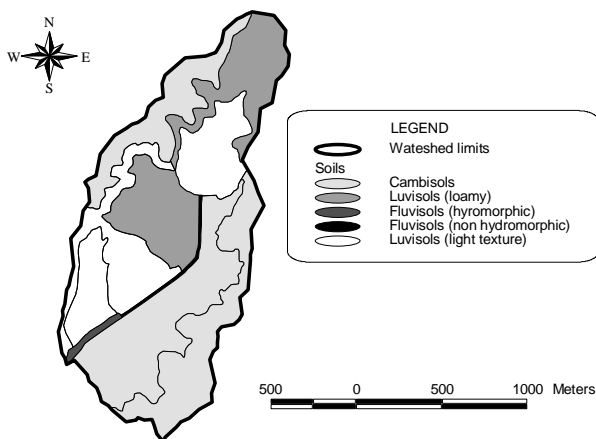 N
W E
S
LEGEND
Wateshed limits
Soils
Cambisols
Luvisols (loamy)
Fluvisols (hyromorphic)
Fluvisols (non hydomorphic)
Luvisols (light texture)
500 0 500 1000 Meters